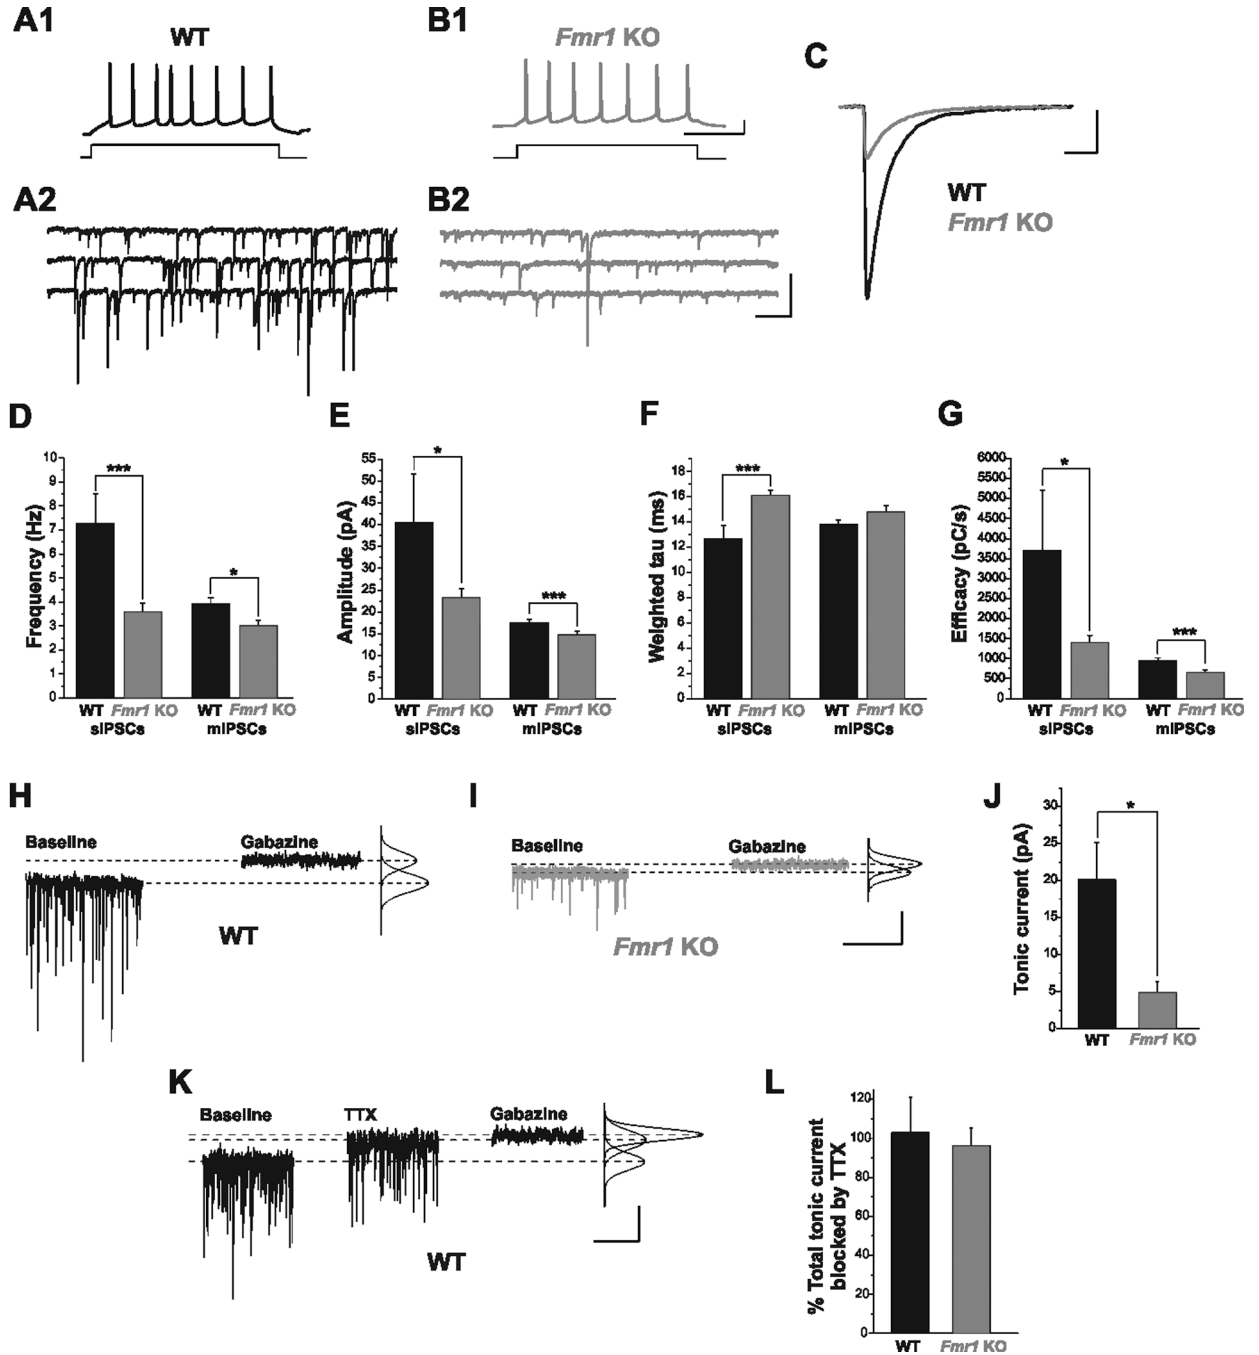 A1
WT
B1
Fmr1 KO
C
WT
Fmr1 KO
A2
B2
D
Frequency (Hz)
10
9
8
7
6
5
4
3
2
1
0
***
*
WT Fmr1 KO WT Fmr1 KO
sIPSCs mIPSCs
E
Amplitude (pA)
55
50
45
40
35
30
25
20
15
10
5
0
*
***
WT Fmr1 KO WT Fmr1 KO
sIPSCs mIPSCs
F
Weighted tau (ms)
18
16
14
12
10
8
6
4
2
0
***
WT Fmr1 KO WT Fmr1 KO
sIPSCs mIPSCs
G
Efficacy (pC/s)
6000
5500
5000
4500
4000
3500
3000
2500
2000
1500
1000
500
0
*
***
WT Fmr1 KO WT Fmr1 KO
sIPSCs mIPSCs
H
Baseline
Gabazine
WT
I
Baseline
Gabazine
Fmr1 KO
J
Tonic current (pA)
30
25
20
15
10
5
0
*
WT Fmr1 KO
K
Baseline
TTX
Gabazine
WT
L
% Total tonic current
blocked by TTX
120
100
80
60
40
20
0
WT Fmr1 KO